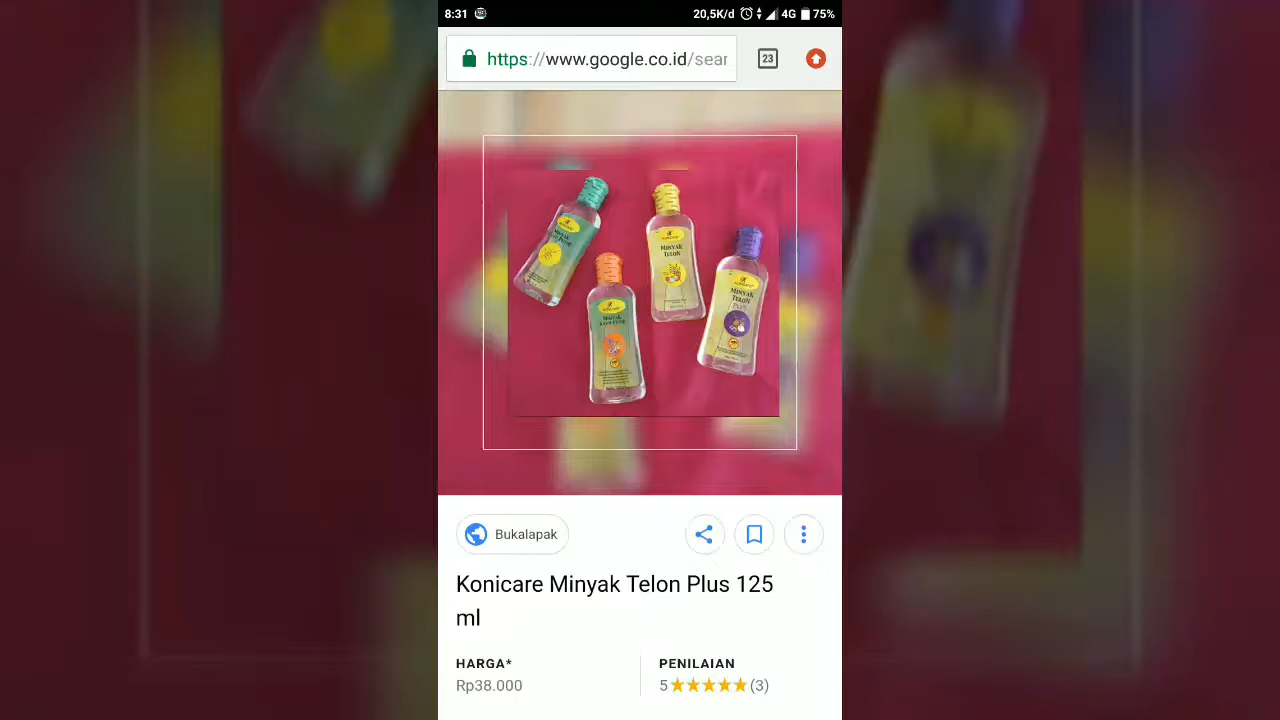 8:31
20,5K/d
4G
75%
https://www.google.co.id/sear
23
MINYAK
TELON
MINYAK
TELON
PLUS
Bukalapak
Konicare Minyak Telon Plus 125
ml
HARGA*
PENILAIAN
Rp38.000
5
(3)